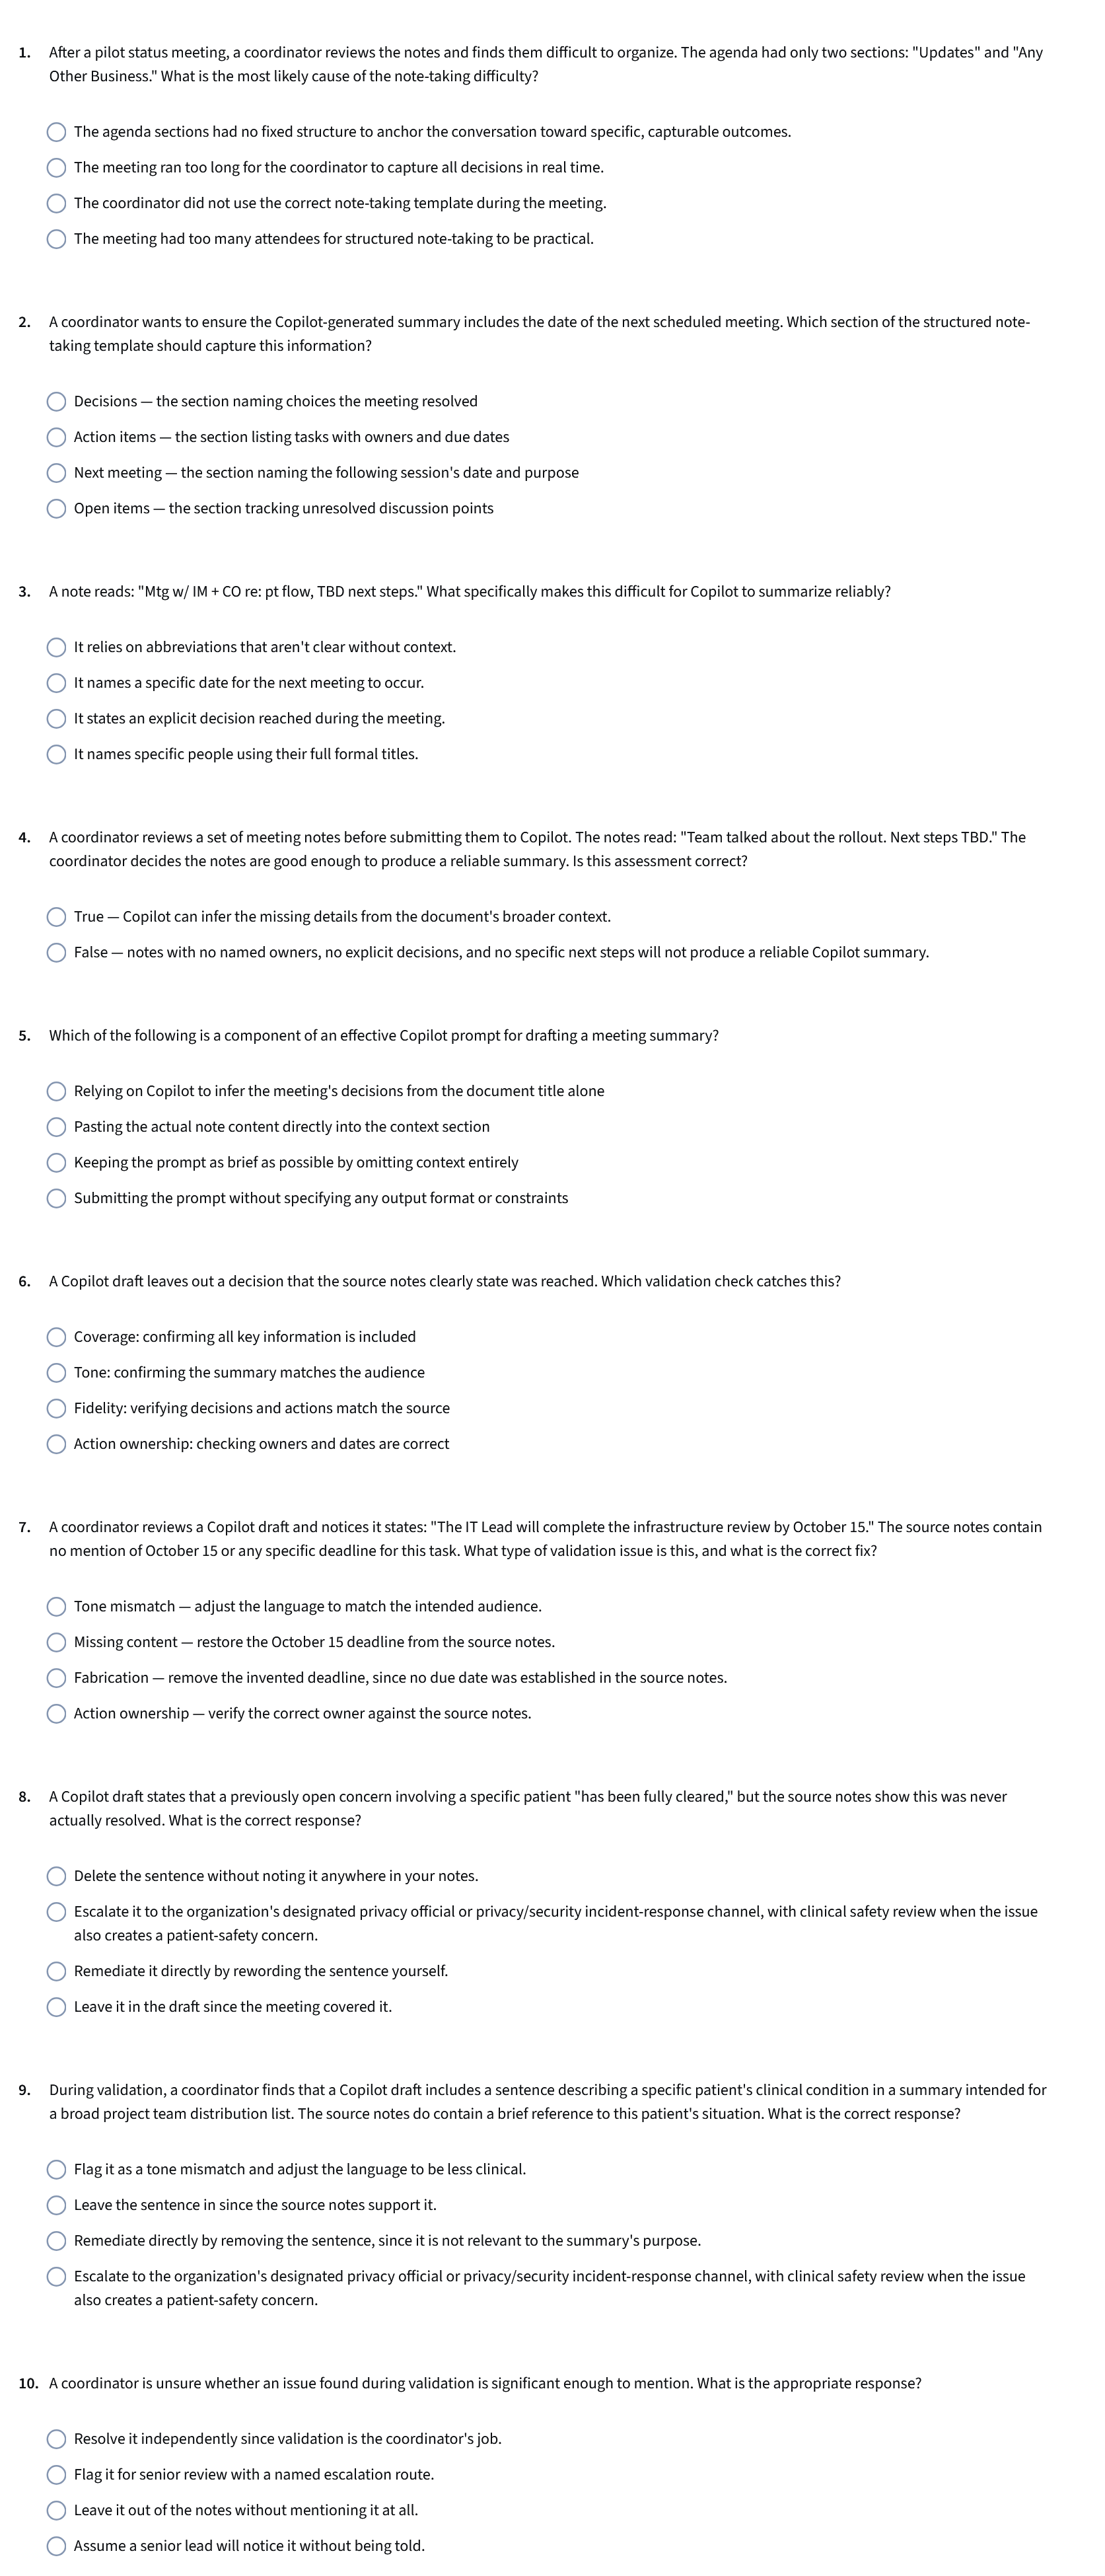 1. After a pilot status meeting, a coordinator reviews the notes and finds them difficult to organize. The agenda had only two sections: "Updates" and "Any
Other Business." What is the most likely cause of the note-taking difficulty?
The agenda sections had no fixed structure to anchor the conversation toward specific, capturable outcomes.
The meeting ran too long for the coordinator to capture all decisions in real time.
The coordinator did not use the correct note-taking template during the meeting.
The meeting had too many attendees for structured note-taking to be practical.
2. A coordinator wants to ensure the Copilot-generated summary includes the date of the next scheduled meeting. Which section of the structured note-
taking template should capture this information?
Decisions — the section naming choices the meeting resolved
Action items — the section listing tasks with owners and due dates
Next meeting — the section naming the following session's date and purpose
Open items — the section tracking unresolved discussion points
3. A note reads: "Mtg w/ IM + CO re: pt flow, TBD next steps." What specifically makes this difficult for Copilot to summarize reliably?
It relies on abbreviations that aren't clear without context.
It names a specific date for the next meeting to occur.
It states an explicit decision reached during the meeting.
It names specific people using their full formal titles.
4. A coordinator reviews a set of meeting notes before submitting them to Copilot. The notes read: "Team talked about the rollout. Next steps TBD." The
coordinator decides the notes are good enough to produce a reliable summary. Is this assessment correct?
True — Copilot can infer the missing details from the document's broader context.
False — notes with no named owners, no explicit decisions, and no specific next steps will not produce a reliable Copilot summary.
5. Which of the following is a component of an effective Copilot prompt for drafting a meeting summary?
Relying on Copilot to infer the meeting's decisions from the document title alone
Pasting the actual note content directly into the context section
Keeping the prompt as brief as possible by omitting context entirely
Submitting the prompt without specifying any output format or constraints
6. A Copilot draft leaves out a decision that the source notes clearly state was reached. Which validation check catches this?
Coverage: confirming all key information is included
Tone: confirming the summary matches the audience
Fidelity: verifying decisions and actions match the source
Action ownership: checking owners and dates are correct
7. A coordinator reviews a Copilot draft and notices it states: "The IT Lead will complete the infrastructure review by October 15." The source notes contain
no mention of October 15 or any specific deadline for this task. What type of validation issue is this, and what is the correct fix?
Tone mismatch — adjust the language to match the intended audience.
Missing content — restore the October 15 deadline from the source notes.
Fabrication — remove the invented deadline, since no due date was established in the source notes.
Action ownership — verify the correct owner against the source notes.
8. A Copilot draft states that a previously open concern involving a specific patient "has been fully cleared," but the source notes show this was never
actually resolved. What is the correct response?
Delete the sentence without noting it anywhere in your notes.
Escalate it to the organization's designated privacy official or privacy/security incident-response channel, with clinical safety review when the issue
also creates a patient-safety concern.
Remediate it directly by rewording the sentence yourself.
Leave it in the draft since the meeting covered it.
9. During validation, a coordinator finds that a Copilot draft includes a sentence describing a specific patient's clinical condition in a summary intended for
a broad project team distribution list. The source notes do contain a brief reference to this patient's situation. What is the correct response?
Flag it as a tone mismatch and adjust the language to be less clinical.
Leave the sentence in since the source notes support it.
Remediate directly by removing the sentence, since it is not relevant to the summary's purpose.
Escalate to the organization's designated privacy official or privacy/security incident-response channel, with clinical safety review when the issue
also creates a patient-safety concern.
10. A coordinator is unsure whether an issue found during validation is significant enough to mention. What is the appropriate response?
Resolve it independently since validation is the coordinator's job.
Flag it for senior review with a named escalation route.
Leave it out of the notes without mentioning it at all.
Assume a senior lead will notice it without being told.